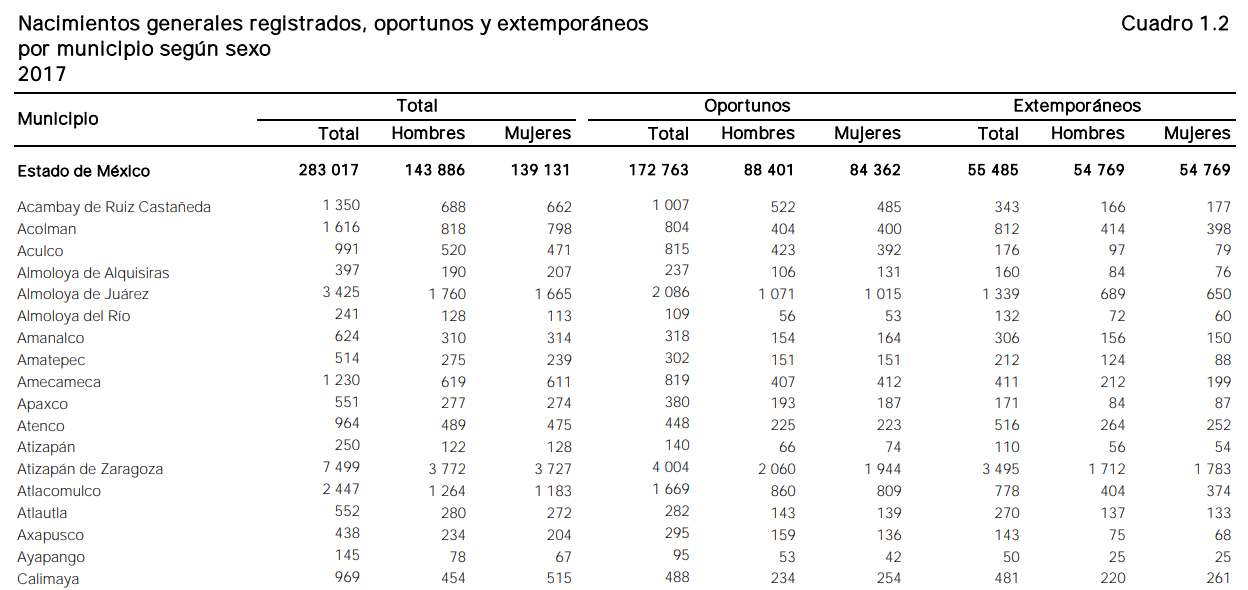 Nacimientos generales registrados, oportunos y extemporáneos Cuadro 1.2
por municipio según sexo
2017
Municipio Total Oportunos Extemporáneos
Total Hombres Mujeres Total Hombres Mujeres Total Hombres Mujeres
Estado de México 283 017 143 886 139 131 172 763 88 401 84 362 55 485 54 769 54 769
Acambay de Ruiz Castañeda 1 350 688 662 1 007 522 485 343 166 177
Acolman 1 616 818 798 804 404 400 812 414 398
Aculco 991 520 471 815 423 392 176 97 79
Almoloya de Alquisiras 397 190 207 237 106 131 160 84 76
Almoloya de Juárez 3 425 1 760 1 665 2 086 1 071 1 015 1 339 689 650
Almoloya del Río 241 128 113 109 56 53 132 72 60
Amanalco 624 310 314 318 154 164 306 156 150
Amatepec 514 275 239 302 151 151 212 124 88
Amecameca 1 230 619 611 819 407 412 411 212 199
Apaxco 551 277 274 380 193 187 171 84 87
Atenco 964 489 475 448 225 223 516 264 252
Atizapán 250 122 128 140 66 74 110 56 54
Atizapán de Zaragoza 7 499 3 772 3 727 4 004 2 060 1 944 3 495 1 712 1 783
Atlacomulco 2 447 1 264 1 183 1 669 860 809 778 404 374
Atlautla 552 280 272 282 143 139 270 137 133
Axapusco 438 234 204 295 159 136 143 75 68
Ayapango 145 78 67 95 53 42 50 25 25
Calimaya 969 454 515 488 234 254 481 220 261